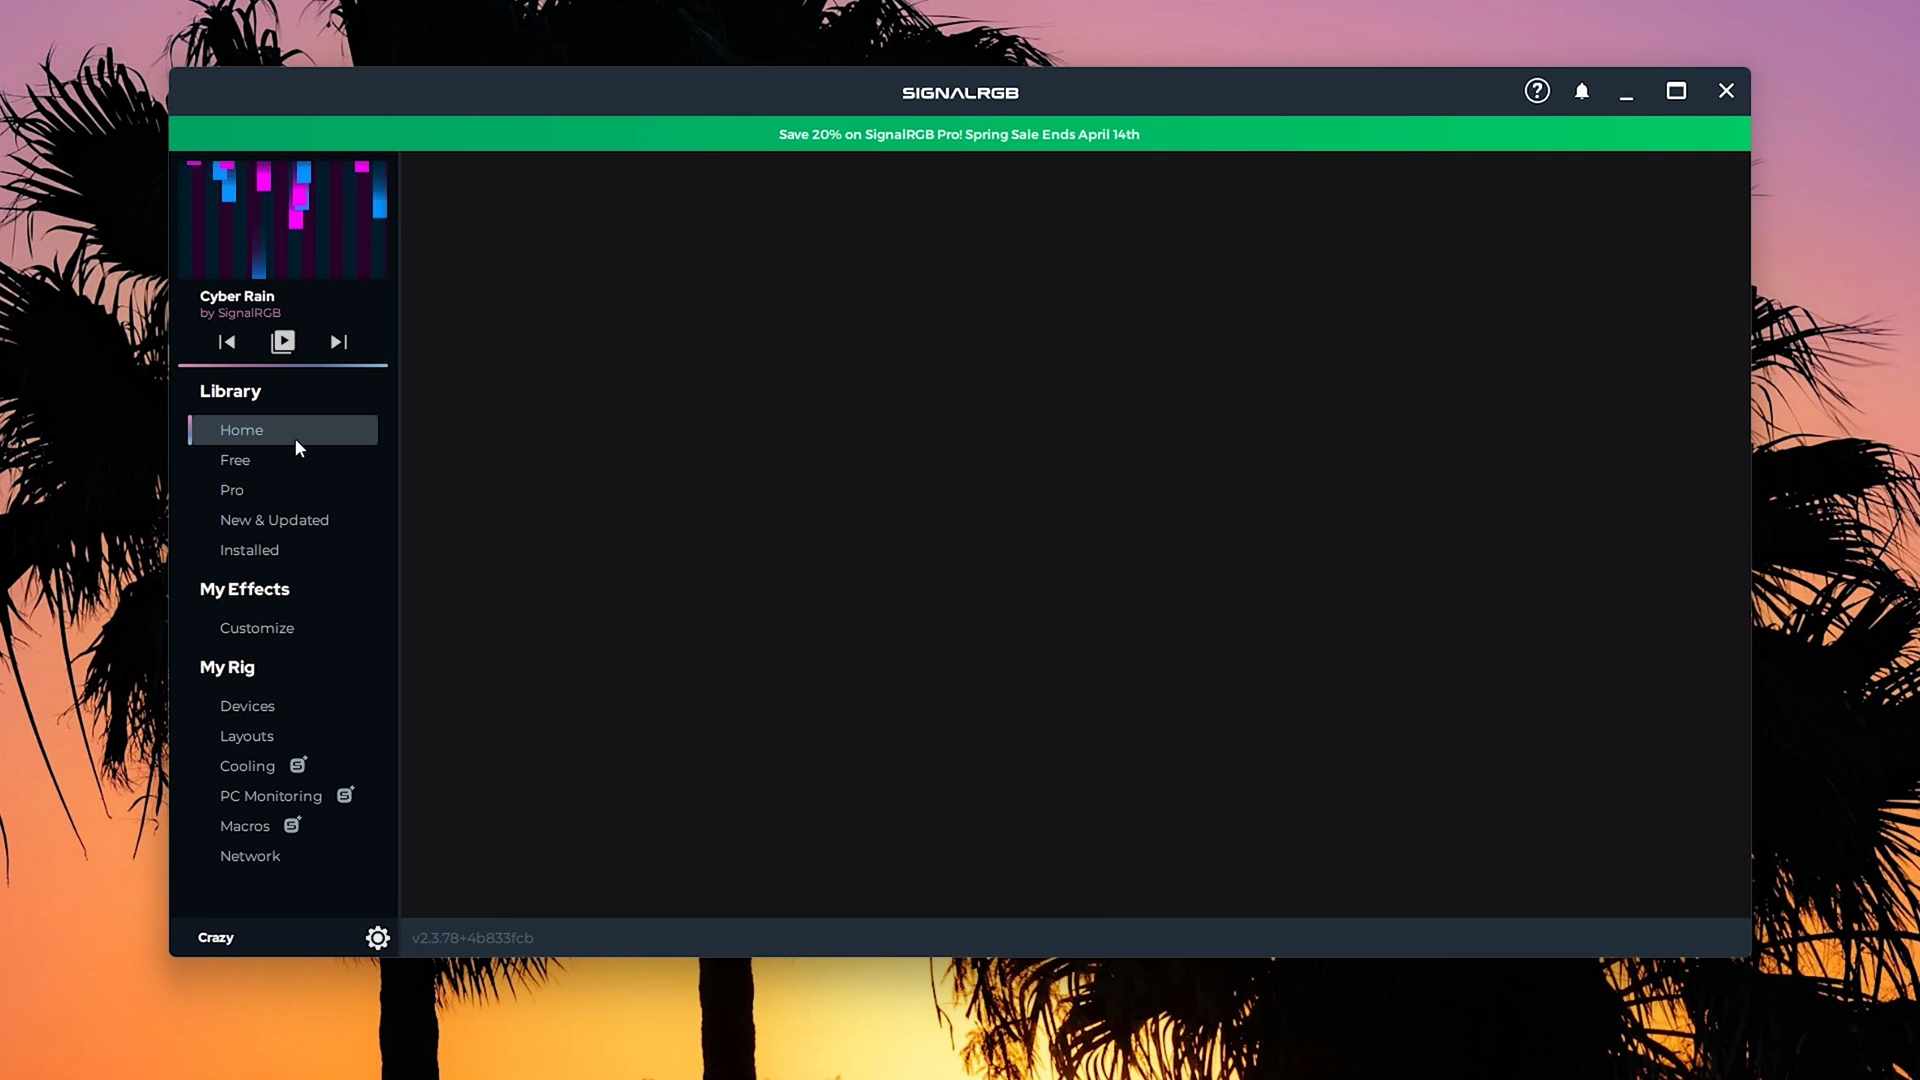 SIGNALRGB
Save 20% on SignalRGB Pro! Spring Sale Ends April 14th
Cyber Rain
by SignalRGB
Library
Home
Free
Pro
New & Updated
Installed
My Effects
Customize
My Rig
Devices
Layouts
Cooling
PC Monitoring
Macros
Network
Crazy
v2.3.78+4b833fcb